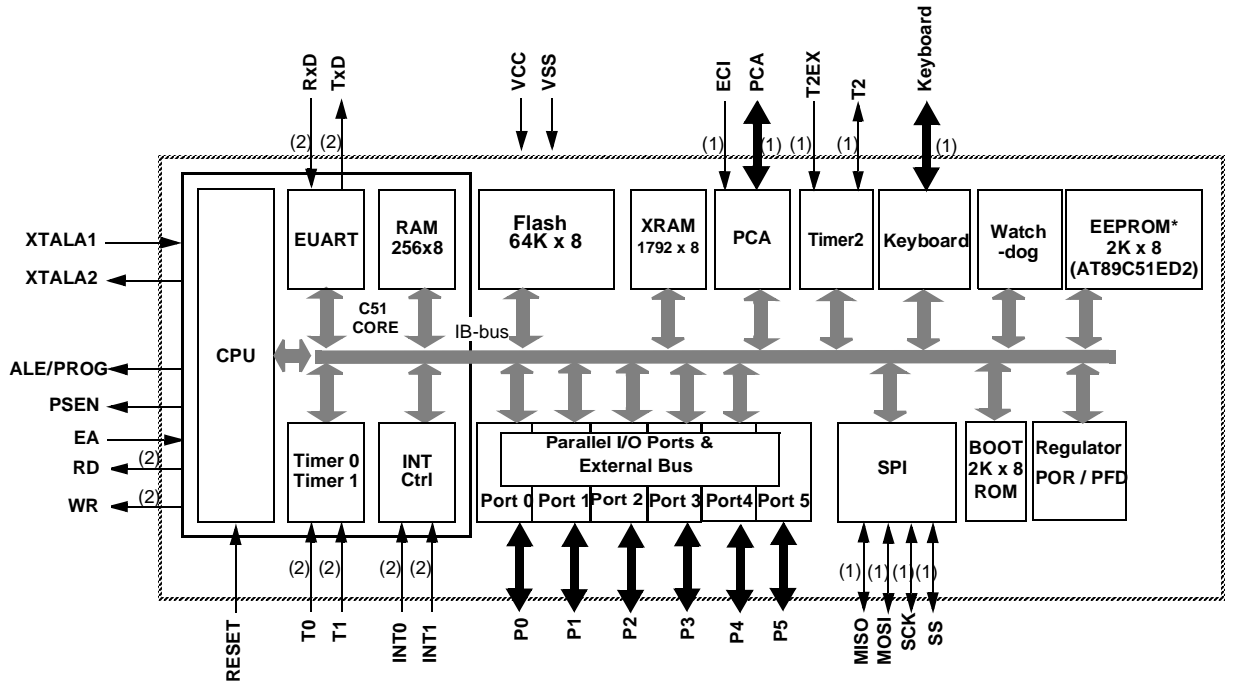 RxD
TxD
VCC
VSS
ECI
PCA
T2EX
T2
Keyboard
(2)
(2)
(1)
(1)
(1)
(1)
(1)
XTALA1
XTALA2
ALE/PROG
PSEN
EA
RD
(2)
WR
(2)
CPU
EUART
RAM
256x8
C51
CORE
IB-bus
Flash
64K x 8
XRAM
1792 x 8
PCA
Timer2
Keyboard
Watch
-dog
EEPROM*
2K x 8
(AT89C51ED2)
Timer 0
Timer 1
INT
Ctrl
Parallel I/O Ports &
External Bus
Port 0
Port 1
Port 2
Port 3
Port4
Port 5
SPI
BOOT
2K x 8
ROM
Regulator
POR / PFD
(2)
(2)
(2)
(2)
(1)
(1)
(1)
(1)
RESET
T0
T1
INT0
INT1
P0
P1
P2
P3
P4
P5
MISO
MOSI
SCK
SS